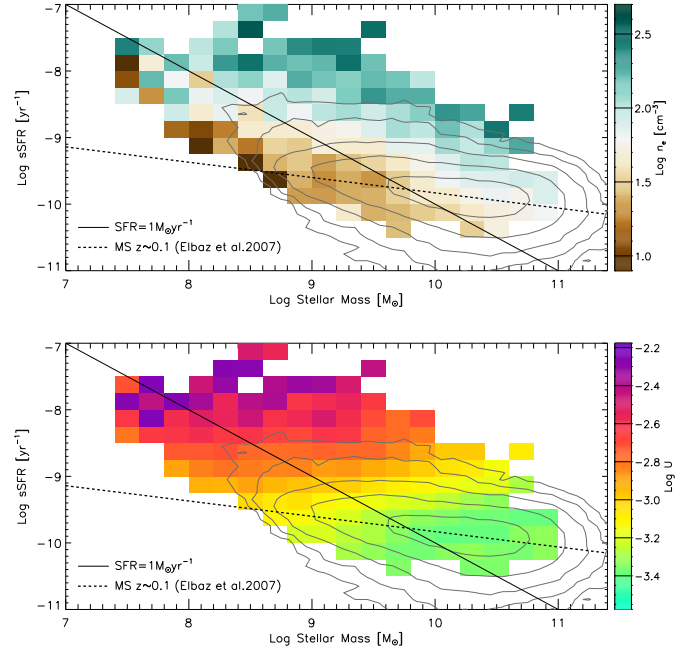 -7
-8
-9
-10
-11
Log sSFR [yr⁻¹]
SFR=1M⊙yr⁻¹
MS z~0.1 (Elbaz et al.2007)
7 8 9 10 11
Log Stellar Mass [M⊙]
2.5
2.0
1.5
1.0
Log nₑ [cm⁻³]
-7
-8
-9
-10
-11
Log sSFR [yr⁻¹]
SFR=1M⊙yr⁻¹
MS z~0.1 (Elbaz et al.2007)
7 8 9 10 11
Log Stellar Mass [M⊙]
-2.2
-2.4
-2.6
-2.8
-3.0
-3.2
-3.4
Log U